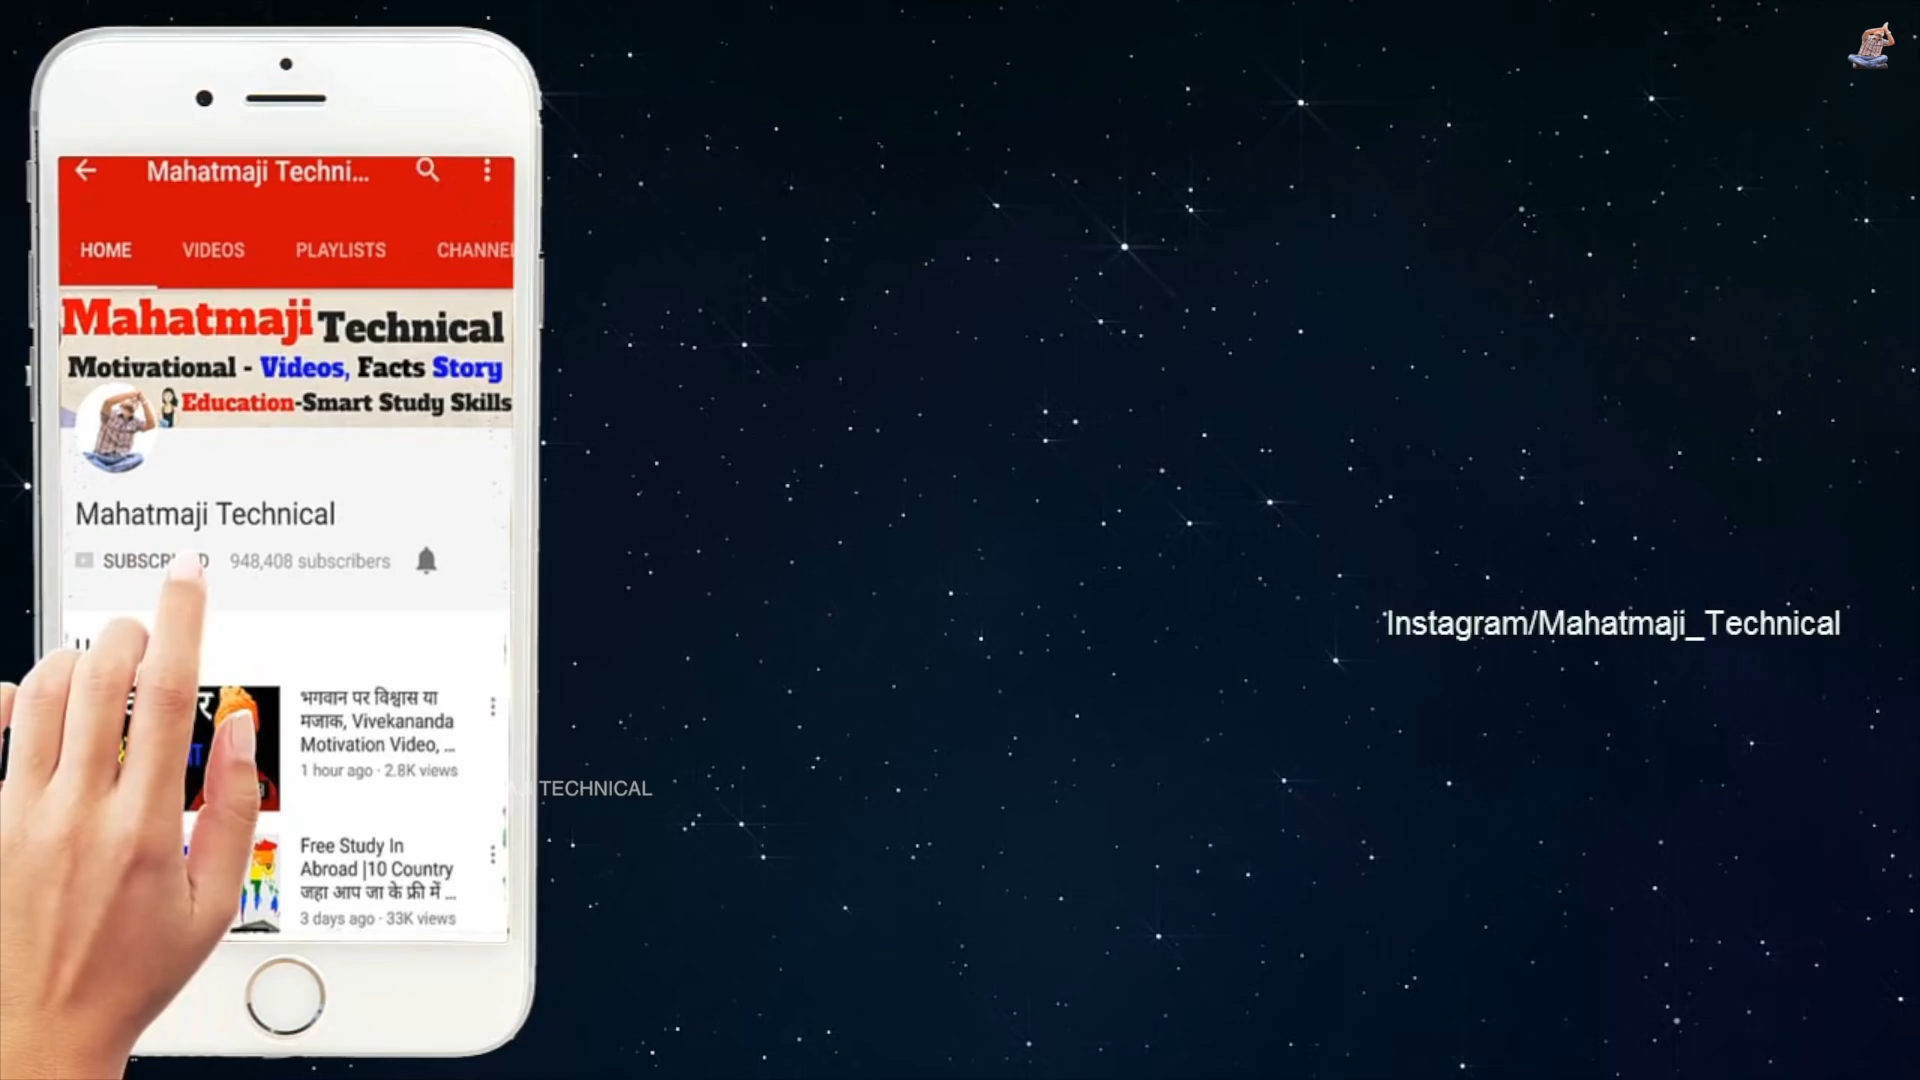 Mahatmaji Techni...
HOME VIDEOS PLAYLISTS CHANNEL
Mahatmaji Technical
Motivational - Videos, Facts Story
Education-Smart Study Skills
Mahatmaji Technical
948,408 subscribers
भगवान पर विश्वास या
मजाक, Vivekananda
Motivation Video, ...
1 hour ago · 2.8K views
Free Study In
Abroad |10 Country
जहा आप जा के फ्री में ...
3 days ago · 33K views
TECHNICAL
Instagram/Mahatmaji_Technical